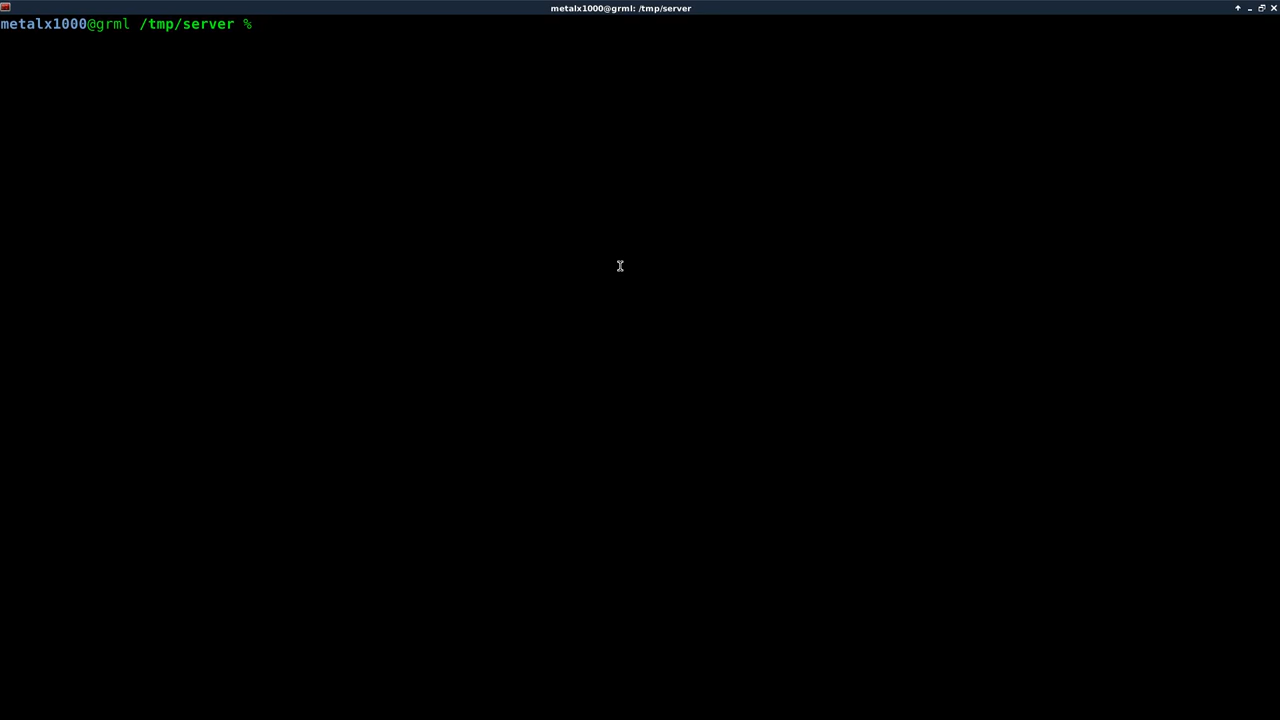 metalx1000@grml: /tmp/server
metalx1000@grml /tmp/server %